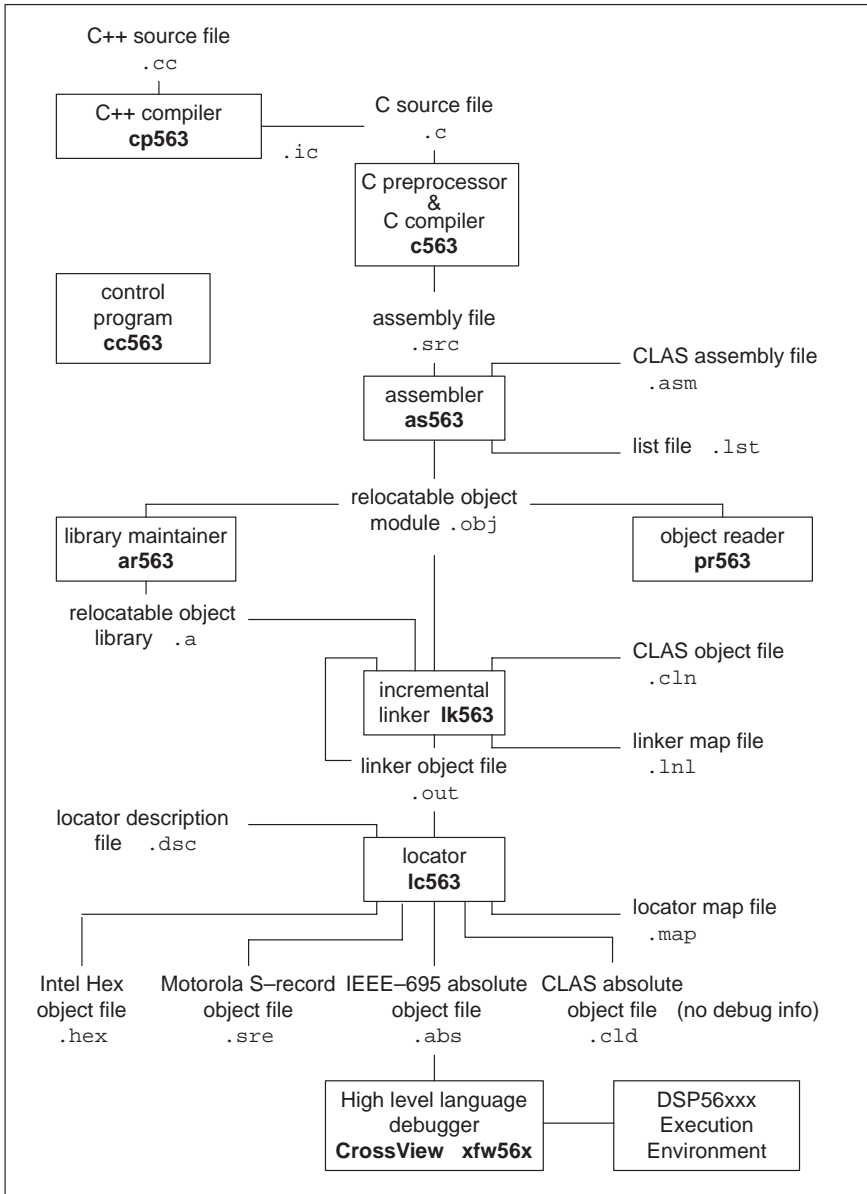 C++ source file
.cc
C++ compiler
cp563
.ic
C source file
.c
C preprocessor
&
C compiler
c563
control
program
cc563
assembly file
.src
CLAS assembly file
.asm
assembler
as563
list file .lst
relocatable object
module .obj
library maintainer
ar563
object reader
pr563
relocatable object
library .a
CLAS object file
.cln
incremental
linker lk563
linker map file
.lnl
linker object file
.out
locator description
file .dsc
locator
lc563
locator map file
.map
Intel Hex
object file
.hex
Motorola S–record
object file
.sre
IEEE–695 absolute
object file
.abs
CLAS absolute
object file (no debug info)
.cld
High level language
debugger
CrossView xfw56x
DSP56xxx
Execution
Environment